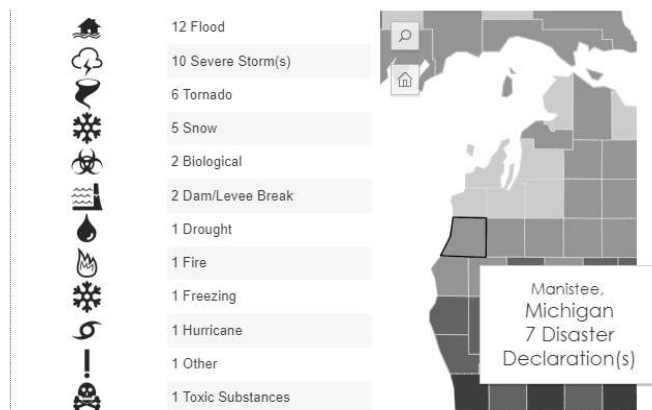 12 Flood
10 Severe Storm(s)
6 Tornado
5 Snow
2 Biological
2 Dam/Levee Break
1 Drought
1 Fire
1 Freezing
1 Hurricane
1 Other
1 Toxic Substances
Manistee,
Michigan
7 Disaster
Declaration(s)